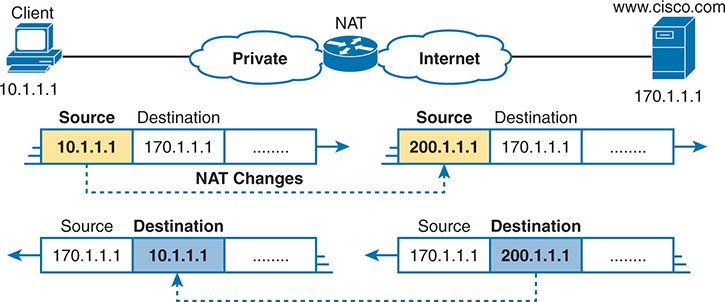 Client
NAT
www.cisco.com
Private
Internet
10.1.1.1
170.1.1.1
Source Destination
Source Destination
10.1.1.1 170.1.1.1 ........
200.1.1.1 170.1.1.1 ........
NAT Changes
Source Destination
Source Destination
170.1.1.1 10.1.1.1 ........
170.1.1.1 200.1.1.1 ........